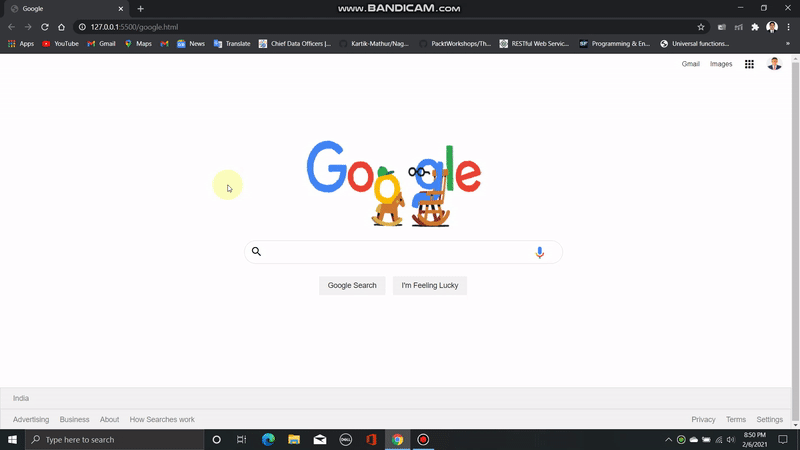 Google
WWW.BANDICAM.COM
127.0.0.1:5500/google.html
Apps YouTube Gmail Maps News Translate Chief Data Officers |... Kartik-Mathur/Nag... PacktWorkshops/Th... RESTful Web Servic... Programming & En... Universal functions... »
Gmail Images
Google
Google Search I'm Feeling Lucky
India
Advertising Business About How Searches work Privacy Terms Settings
Type here to search
DELL
8:50 PM
2/6/2021